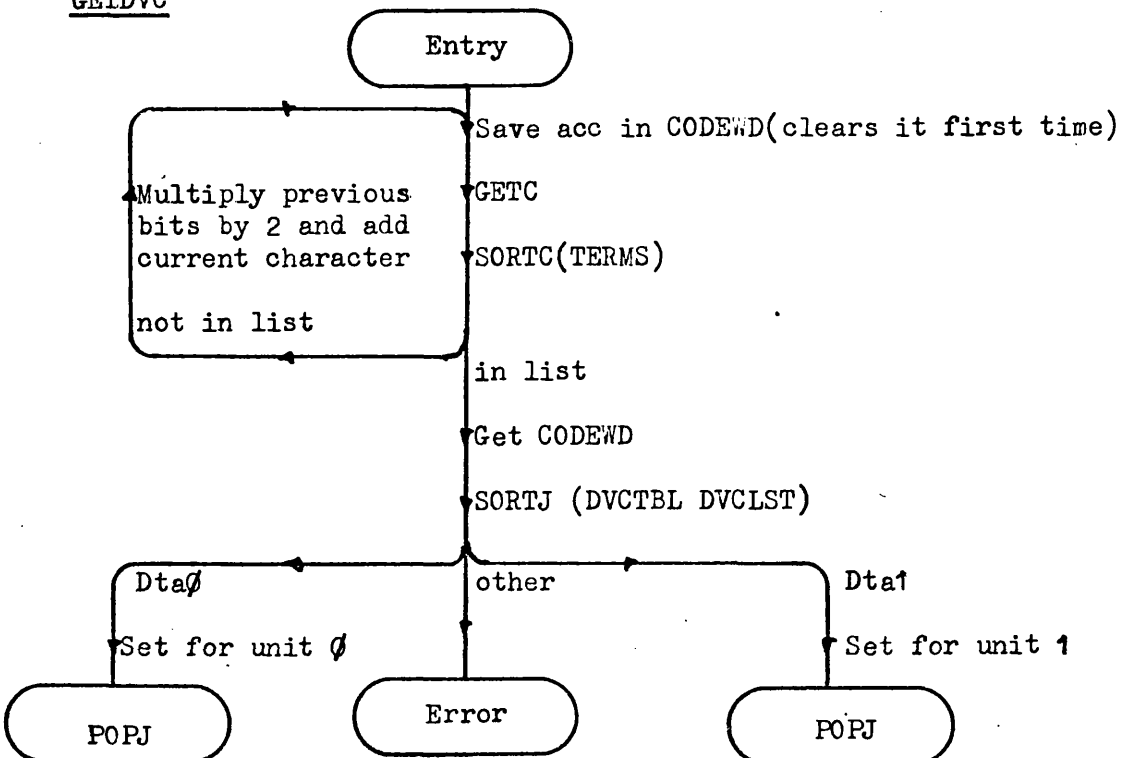 GETDVC
Entry
Save acc in CODEWD(clears it first time)
Multiply previous
bits by 2 and add
current character
not in list
GETC
SORTC(TERMS)
in list
Get CODEWD
SORTJ (DVCTBL DVCLST)
DtaØ
other
Dta1
Set for unit Ø
Set for unit 1
POPJ
Error
POPJ